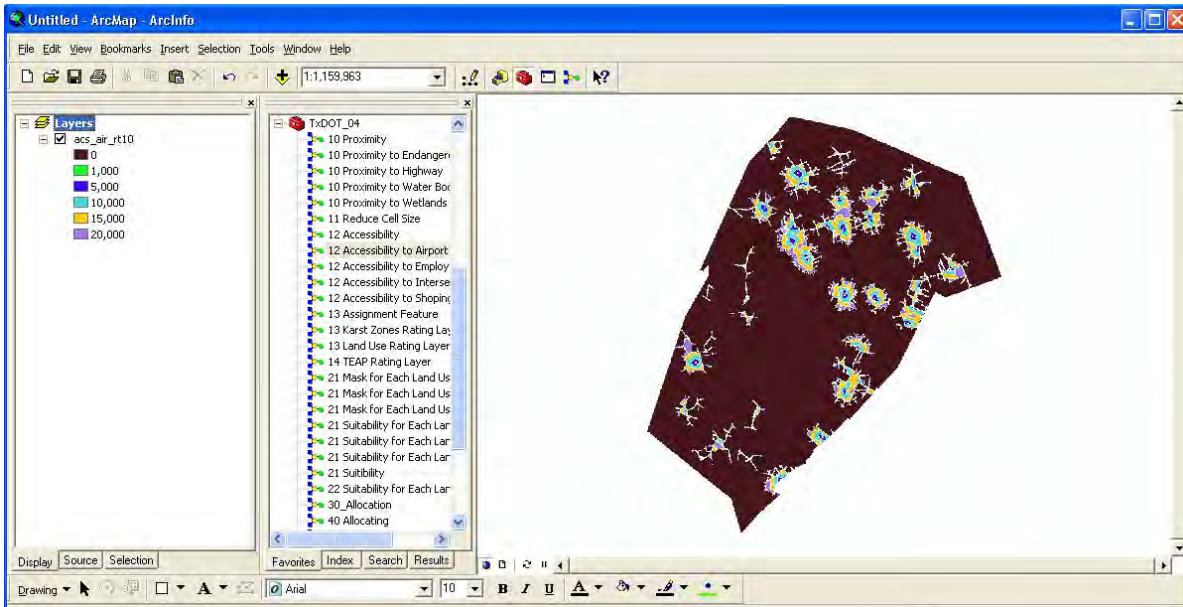 Untitled - ArcMap - ArcInfo
File Edit View Bookmarks Insert Selection Tools Window Help
1:1,159,963
Layers
acs_air_rt10
0
1,000
5,000
10,000
15,000
20,000
Display Source Selection
TxDOT_04
10 Proximity
10 Proximity to Endangere
10 Proximity to Highway
10 Proximity to Water Boo
10 Proximity to Wetlands
11 Reduce Cell Size
12 Accessibility
12 Accessibility to Airport
12 Accessibility to Employ
12 Accessibility to Interse
12 Accessibility to Shoping
13 Assignment Feature
13 Karst Zones Rating Lay
13 Land Use Rating Layer
14 TEAP Rating Layer
21 Mask for Each Land Us
21 Mask for Each Land Us
21 Mask for Each Land Us
21 Suitability for Each Lar
21 Suitability for Each Lar
21 Suitability for Each Lar
21 Sutibility
22 Suitability for Each Lar
30_Allocation
40 Allocating
Favorites Index Search Results
Drawing A Arial 10 B I U A